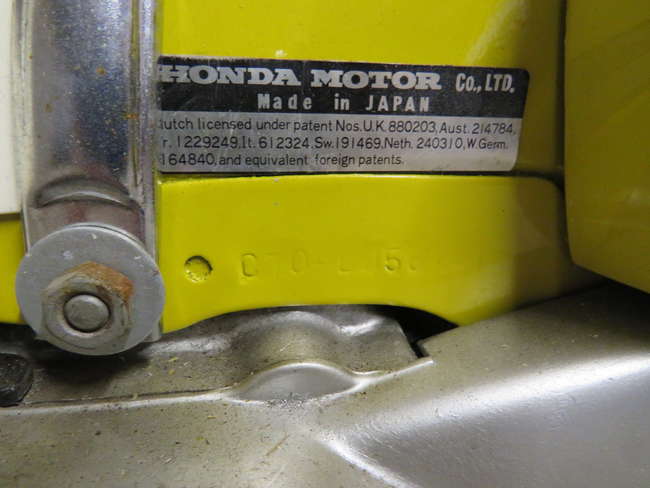 HONDA MOTOR Co., LTD.
Made in JAPAN
lutch licensed under patent Nos. U.K. 880203, Aust. 214784,
r. 1229249, It. 612324, Sw. 191469, Neth. 240310, W. Germ.
164840, and equivalent foreign patents.